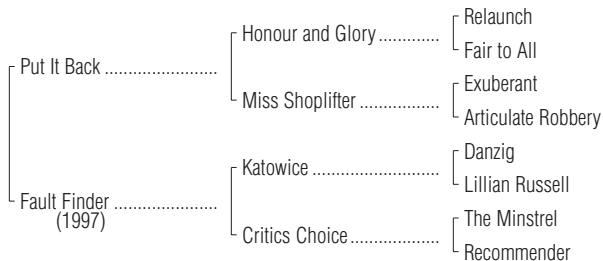 Relaunch
Honour and Glory.............
Fair to All
Put It Back ........................
Exuberant
Miss Shoplifter .................
Articulate Robbery
Danzig
Katowice ...........................
Lillian Russell
Fault Finder ......................
(1997)
The Minstrel
Critics Choice...................
Recommender